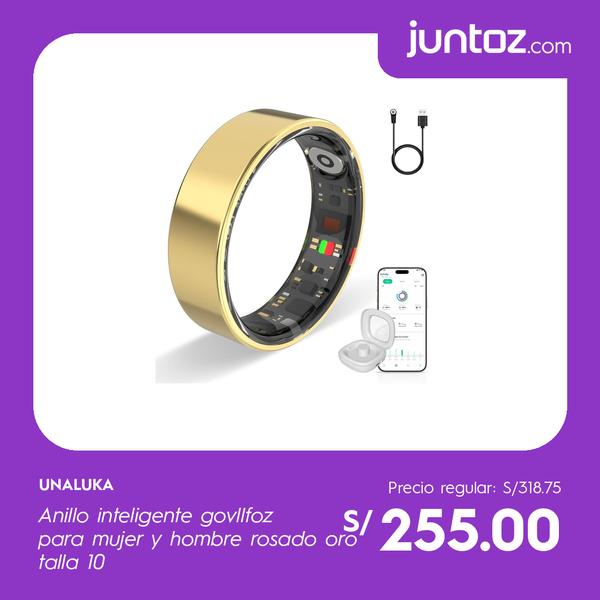 juntoz.com
UNALUKA
Anillo inteligente govllfoz
para mujer y hombre rosado oro
talla 10
Precio regular: S/318.75
S/ 255.00